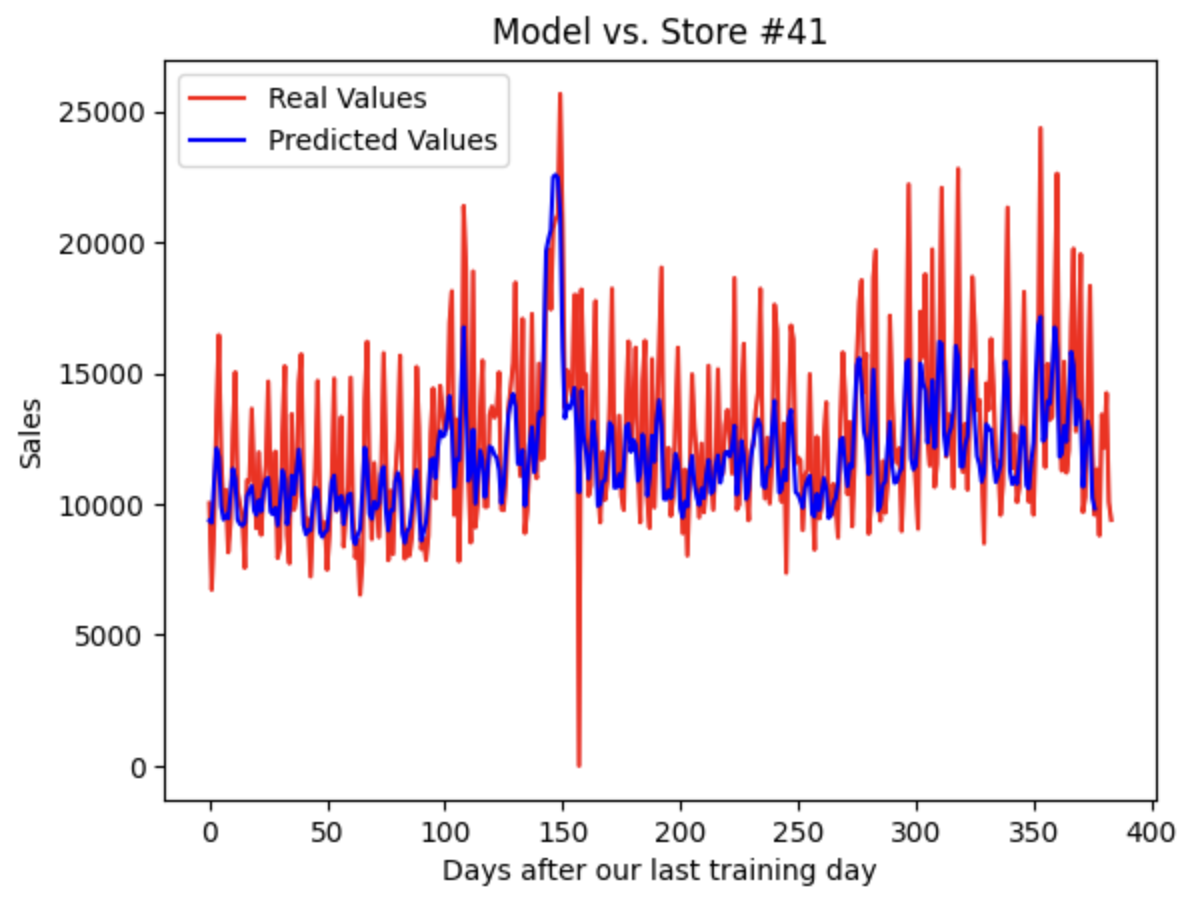 Model vs. Store #41
Real Values
Predicted Values
25000
20000
15000
10000
5000
0
Sales
0 50 100 150 200 250 300 350 400
Days after our last training day